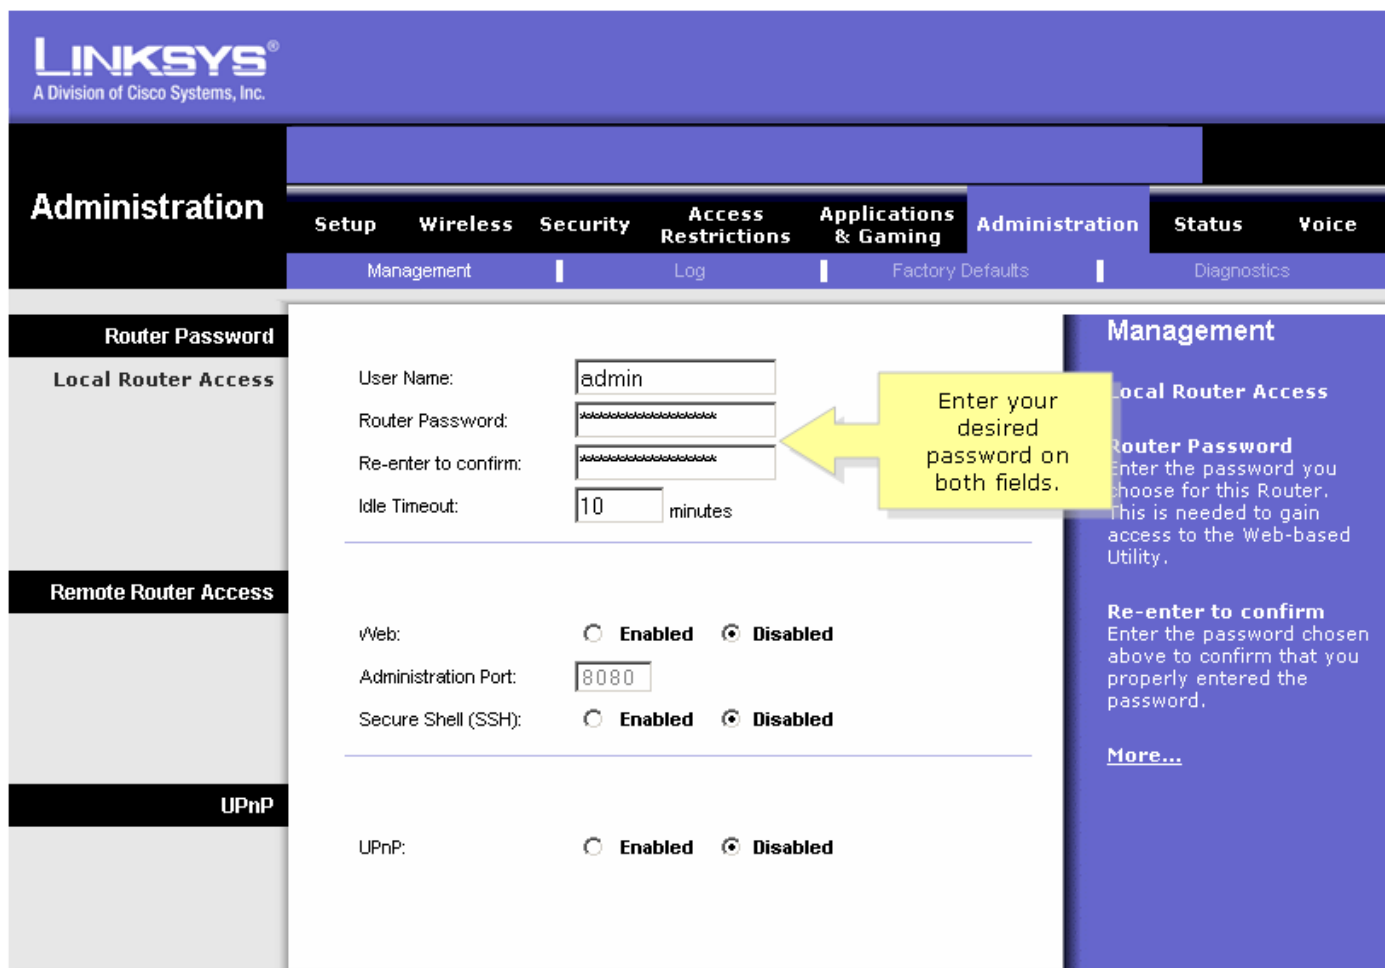 LINKSYS®
A Division of Cisco Systems, Inc.
Administration
Setup Wireless Security Access Restrictions Applications & Gaming Administration Status Voice
Management Log Factory Defaults Diagnostics
Router Password
Local Router Access
User Name: admin
Router Password: ******************
Re-enter to confirm: ******************
Idle Timeout: 10 minutes
Enter your
desired
password on
both fields.
Remote Router Access
Web: Enabled Disabled
Administration Port: 8080
Secure Shell (SSH): Enabled Disabled
UPnP
UPnP: Enabled Disabled
Management
Local Router Access
Router Password
Enter the password you
choose for this Router.
This is needed to gain
access to the Web-based
Utility.
Re-enter to confirm
Enter the password chosen
above to confirm that you
properly entered the
password.
More...